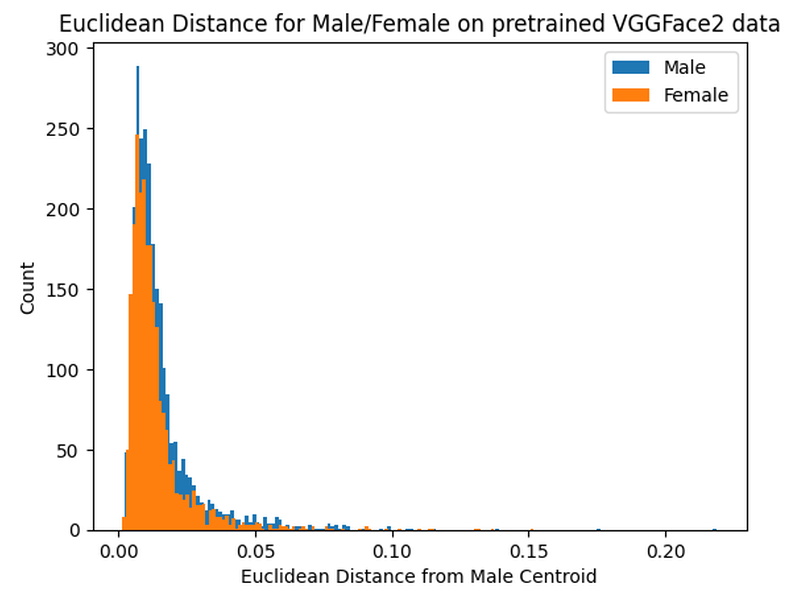 Euclidean Distance for Male/Female on pretrained VGGFace2 data
Male
Female
300
250
200
150
100
50
0
Count
0.00 0.05 0.10 0.15 0.20
Euclidean Distance from Male Centroid